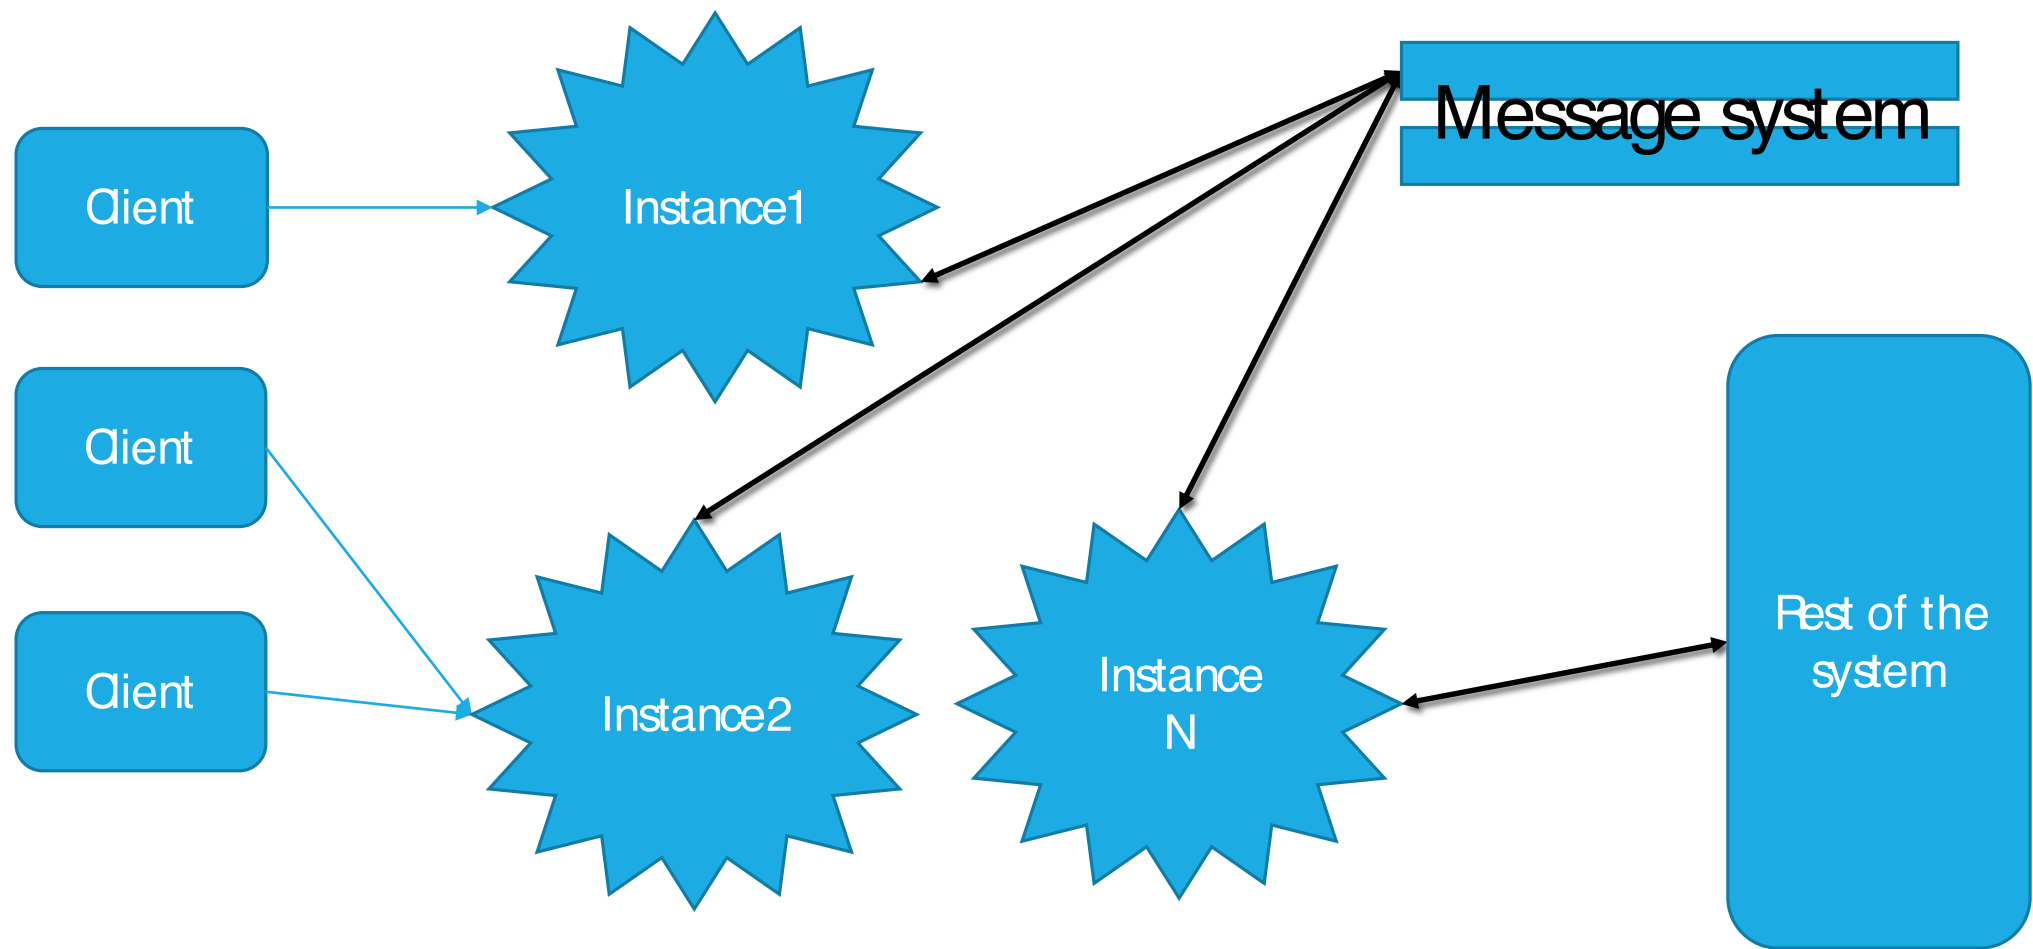 Client
Instance1
Message system
Client
Client
Instance2
Instance
N
Rest of the
system